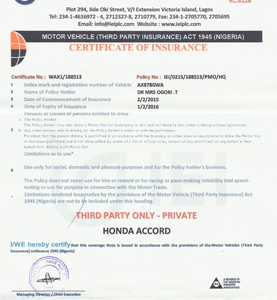 Plot 294, Jide Oki Street, V/I Extension Victoria Island, Lagos
Tel: 234-1-4616972 - 4, 2712327-8, 2710779, Fax: 234-1-2705770, 2705695
Email: info@ieiplc.com Website : www.ieiplc.com
MOTOR VEHICLE (THIRD PARTY INSURANCE) ACT 1945 (NIGERIA)
CERTIFICATE OF INSURANCE
Certificate No : WAX1/188513 Policy No : IEI/0215/188513/PMO/HQ
1 Index mark and registration number of Vehicle AX878GWA
2 Name of Policy Holder DR MRS OGORI .T
3 Date of Commencement of Insurance 2/2/2015
4 Date of Expiry of Insurance 1/2/2016
5 Persons or classes of persons entitled to drive
The Policy Holder
Limitations as to use*
Use only for social, domestic and pleasure purposes and for the Policy holder's business.
The Policy does not cover use for hire or reward or for racing or pace-making reliability trial speed-
testing or use for purpose in connection with the Motor Trade.
Limitations rendered inoperative by the provisions of the Motor Vehicle (Third Party Insurance) Act
1945 (Nigeria) are not to be included under this heading.
THIRD PARTY ONLY - PRIVATE
HONDA ACCORD
I/WE hereby certify that this coverage Note is issued in accordance with the provisions of the Motor Vehicles (Third Party
Insurance) ordinance 1945 (Nigeria)
Managing Director / Chief Executive